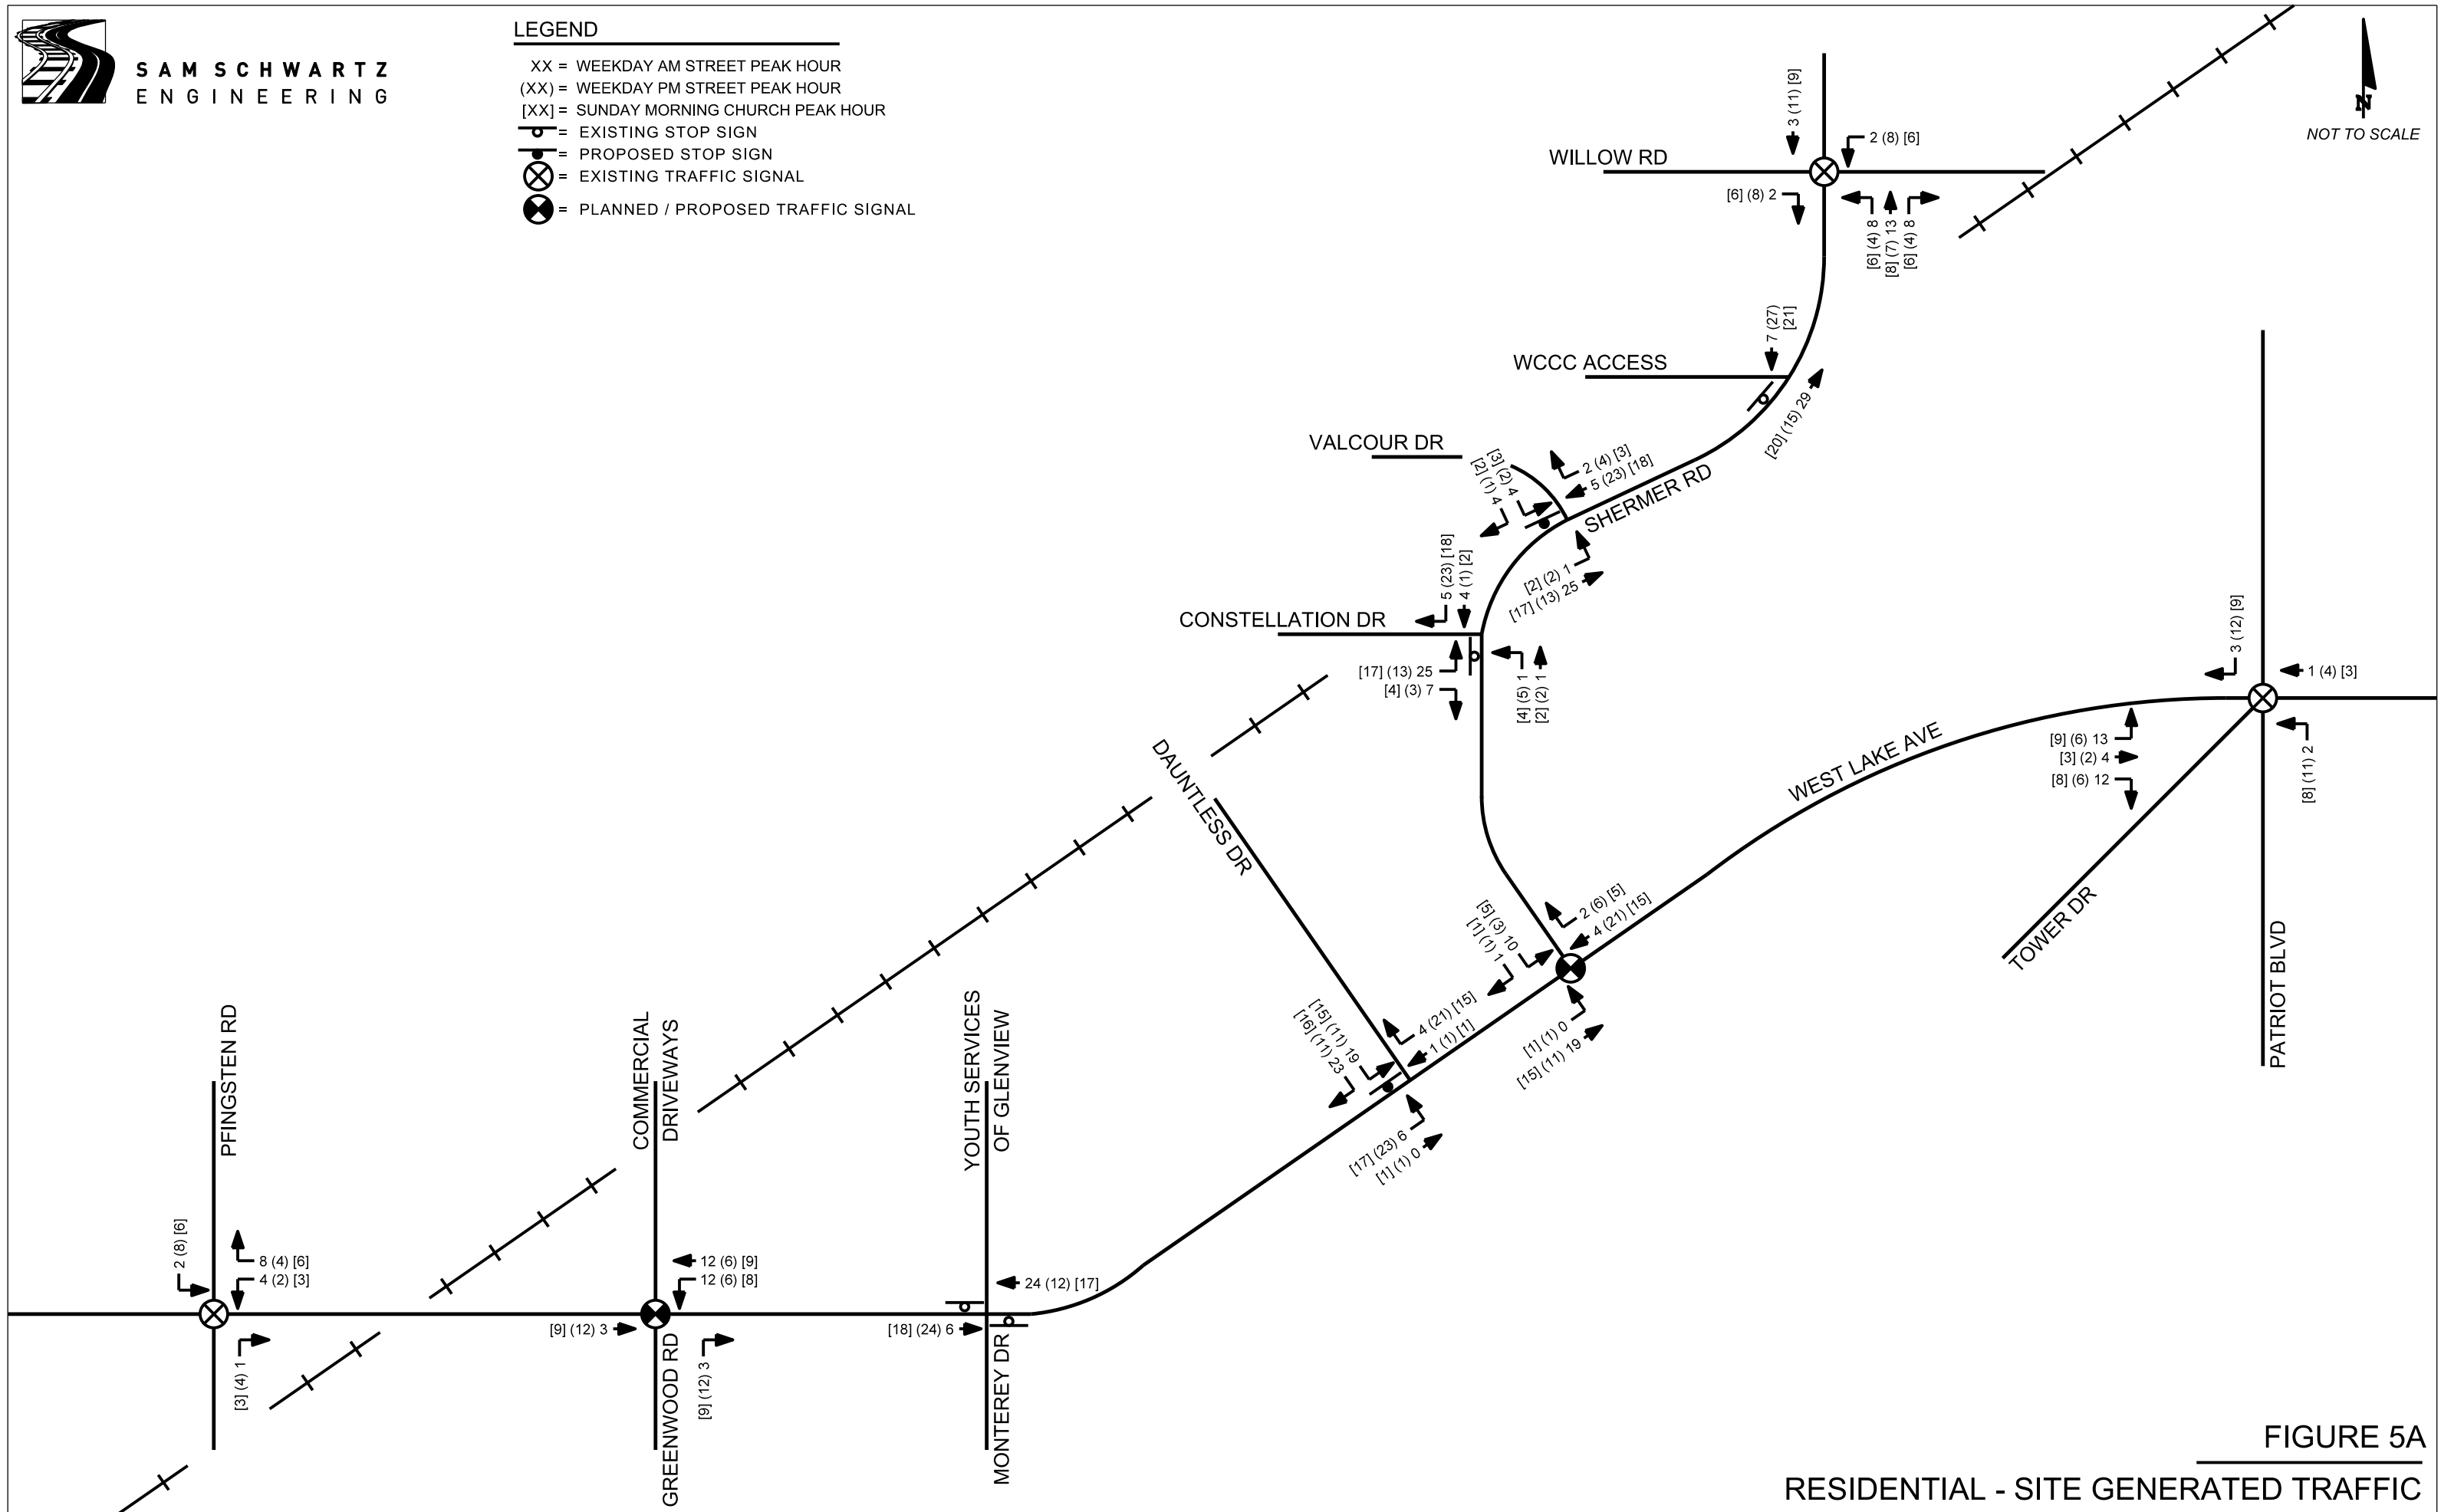 SAM SCHWARTZ
ENGINEERING
LEGEND
XX = WEEKDAY AM STREET PEAK HOUR
(XX) = WEEKDAY PM STREET PEAK HOUR
[XX] = SUNDAY MORNING CHURCH PEAK HOUR
= EXISTING STOP SIGN
= PROPOSED STOP SIGN
= EXISTING TRAFFIC SIGNAL
= PLANNED / PROPOSED TRAFFIC SIGNAL
N
NOT TO SCALE
3 (11) [9]
2 (8) [6]
WILLOW RD
[6] (8) 2
[6] (4) 8
[8] (7) 13
[6] (4) 8
7 (27)
[21]
WCCC ACCESS
[20] (15) 29
VALCOUR DR
[3] (2) 4
[2] (1) 4
2 (4) [3]
5 (23) [18]
SHERMER RD
[2] (2) 1
[17] (13) 25
5 (23) [18]
4 (1) [2]
CONSTELLATION DR
[17] (13) 25
[4] (3) 7
[4] (5) 1
[2] (2) 1
3 (12) [9]
1 (4) [3]
[9] (6) 13
[3] (2) 4
[8] (6) 12
[8] (11) 2
WEST LAKE AVE
TOWER DR
PATRIOT BLVD
DAUNTLESS DR
[5] (3) 10
[1] (1) 1
2 (6) [5]
4 (21) [15]
[1] (1) 0
[15] (11) 19
[15] (11) 19
[16] (11) 23
4 (21) [15]
1 (1) [1]
[17] (23) 6
[1] (1) 0
PFINGSTEN RD
2 (8) [6]
8 (4) [6]
4 (2) [3]
[3] (4) 1
COMMERCIAL
DRIVEWAYS
12 (6) [9]
12 (6) [8]
[9] (12) 3
GREENWOOD RD
[9] (12) 3
YOUTH SERVICES
OF GLENVIEW
24 (12) [17]
[18] (24) 6
MONTEREY DR
FIGURE 5A
RESIDENTIAL - SITE GENERATED TRAFFIC